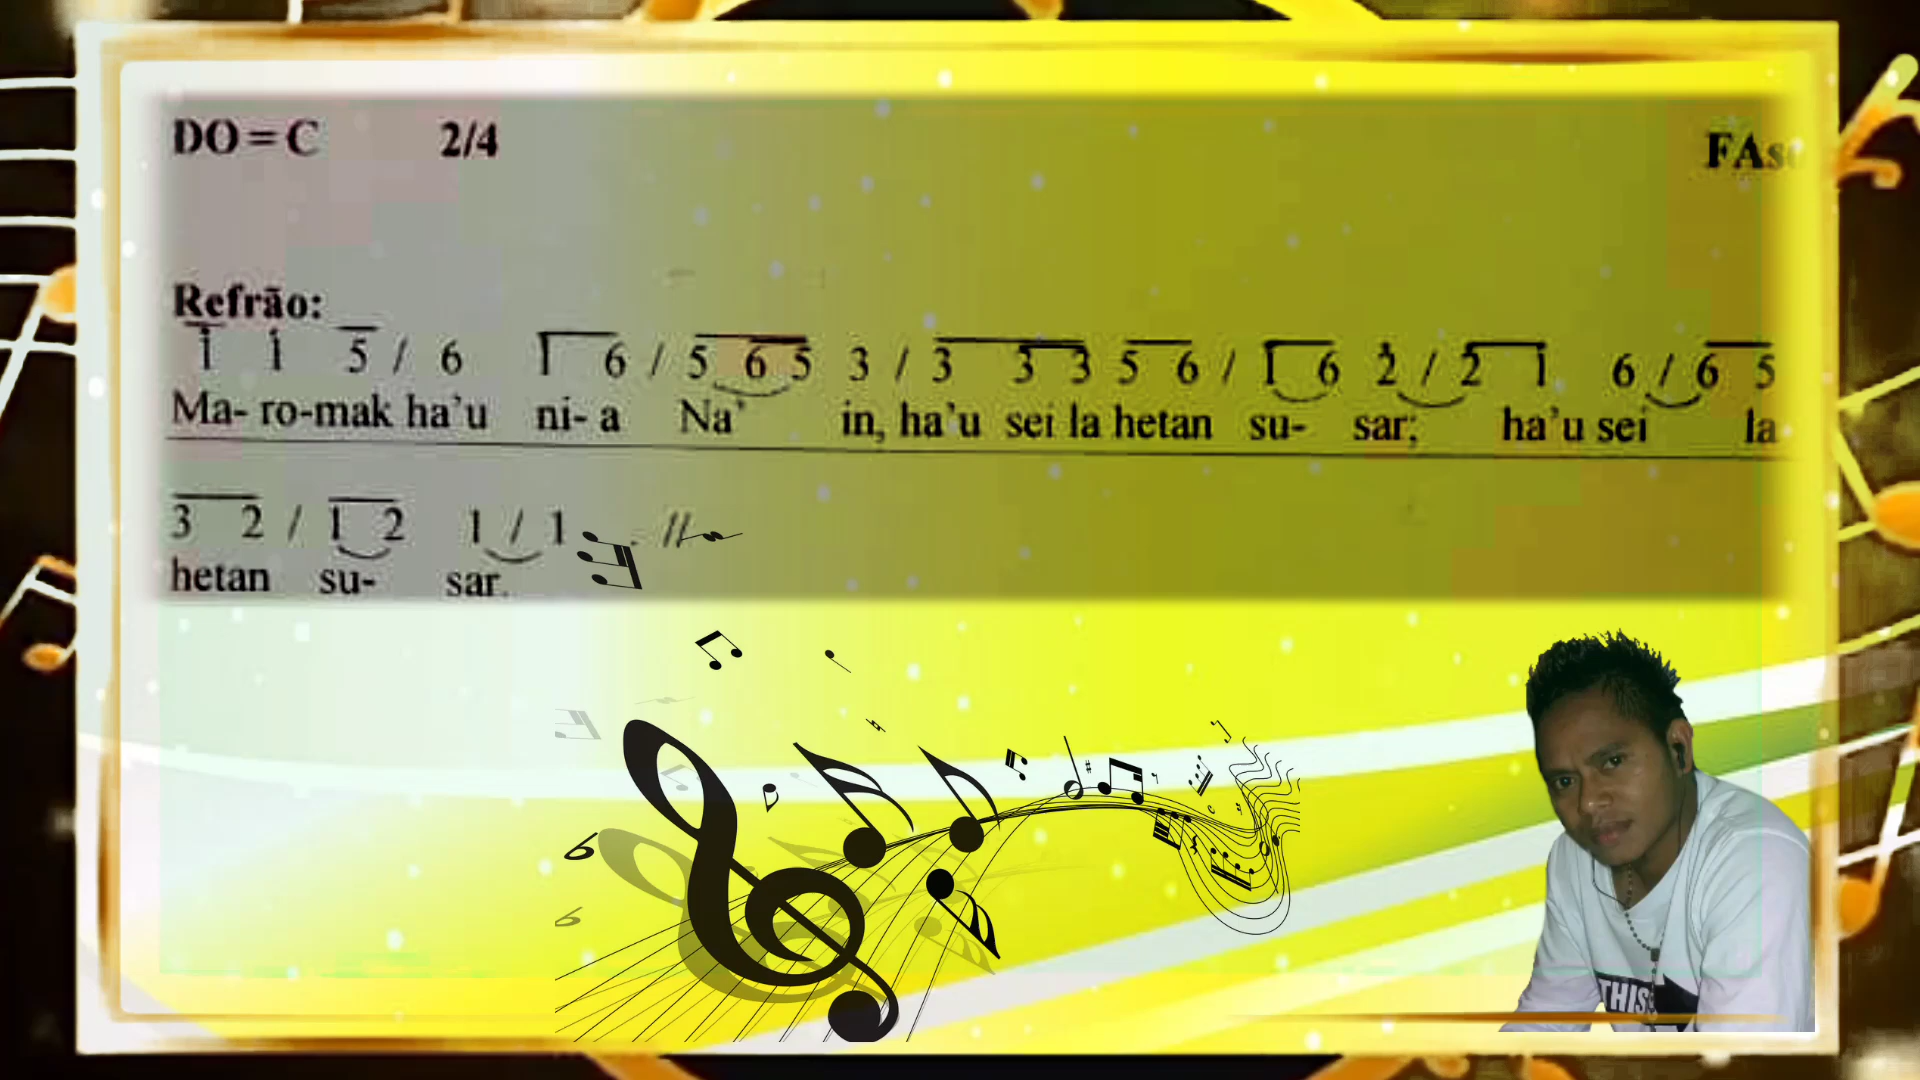 DO = C 2/4 FAse
Refrão:
1̇ 1̇ 5 / 6 1 6 / 5 6 5 3 / 3 3 3 5 6 / 1 6 2̇ / 2 1 6 / 6 5
Ma- ro-mak ha'u ni- a Na' in, ha'u sei la hetan su- sar; ha'u sei la
3 2 / 1 2 1 / 1 . //
hetan su- sar.
THIS